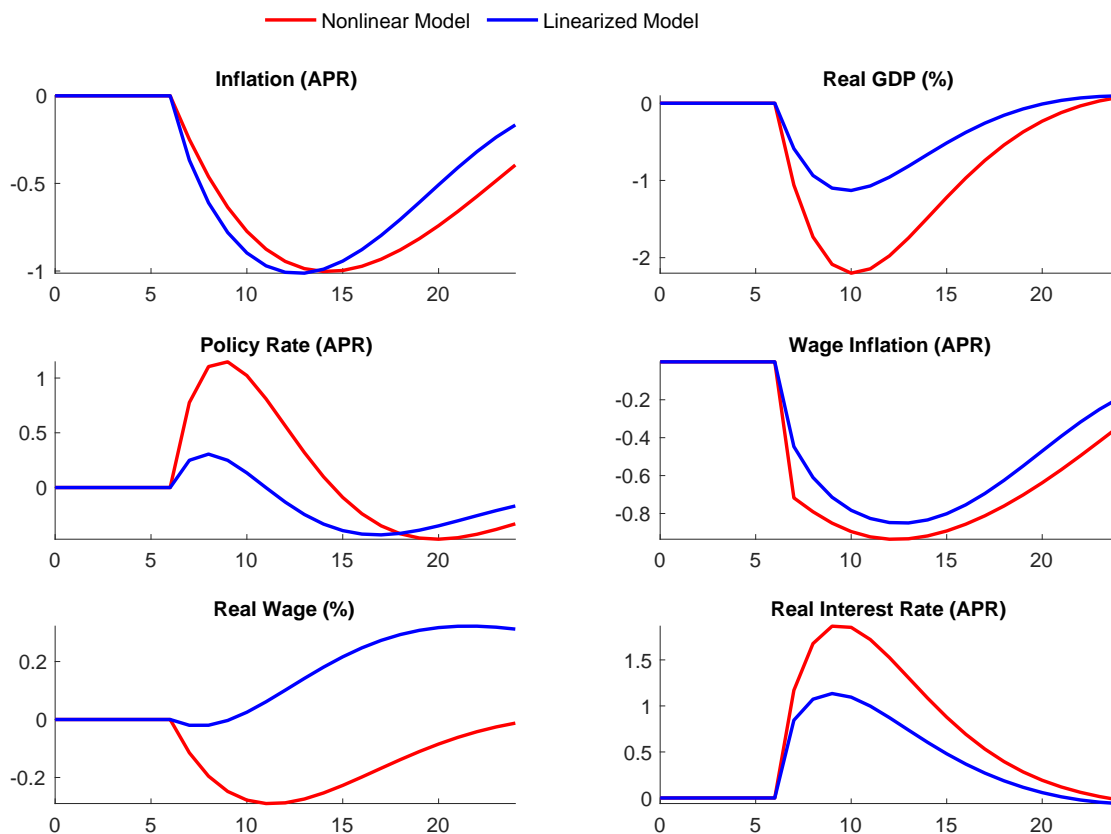 Nonlinear Model Linearized Model
Inflation (APR)
0
-0.5
-1
0 5 10 15 20
Real GDP (%)
0
-1
-2
0 5 10 15 20
Policy Rate (APR)
1
0.5
0
0 5 10 15 20
Wage Inflation (APR)
-0.2
-0.4
-0.6
-0.8
0 5 10 15 20
Real Wage (%)
0.2
0
-0.2
0 5 10 15 20
Real Interest Rate (APR)
1.5
1
0.5
0
0 5 10 15 20